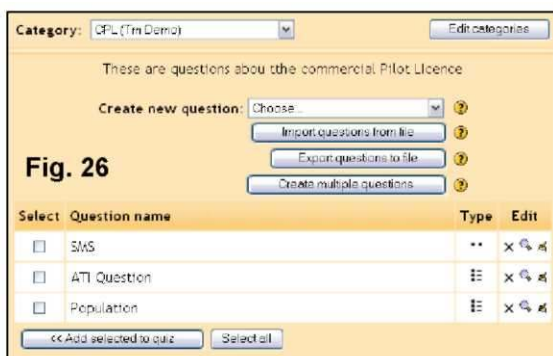 Category: CPL (Trn Demo) Edit categories
These are questions abou tthe commercial Pilot Licence
Create new question: Choose...
Import questions from file
Export questions to file
Fig. 26
Create multiple questions
Select Question name Type Edit
SMS
ATI Question
Population
<< Add selected to quiz Select all